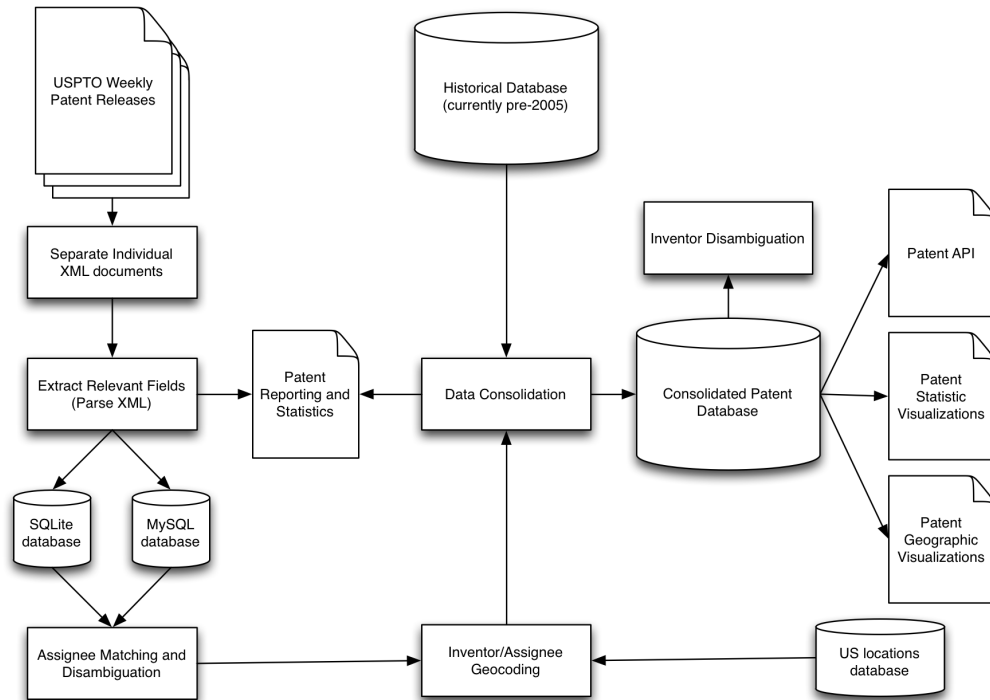 USPTO Weekly
Patent Releases
Historical Database
(currently pre-2005)
Separate Individual
XML documents
Inventor Disambiguation
Patent API
Extract Relevant Fields
(Parse XML)
Patent
Reporting and
Statistics
Data Consolidation
Consolidated Patent
Database
Patent
Statistic
Visualizations
SQLite
database
MySQL
database
Patent
Geographic
Visualizations
Assignee Matching and
Disambiguation
Inventor/Assignee
Geocoding
US locations
database